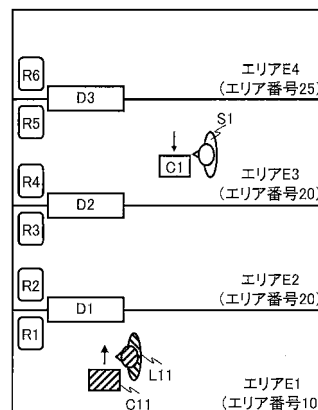 R6
エリアE4
(エリア番号25)
D3
R5
S1
C1
R4
エリアE3
(エリア番号20)
D2
R3
エリアE2
(エリア番号20)
R2
D1
R1
L11
C11
エリアE1
(エリア番号10